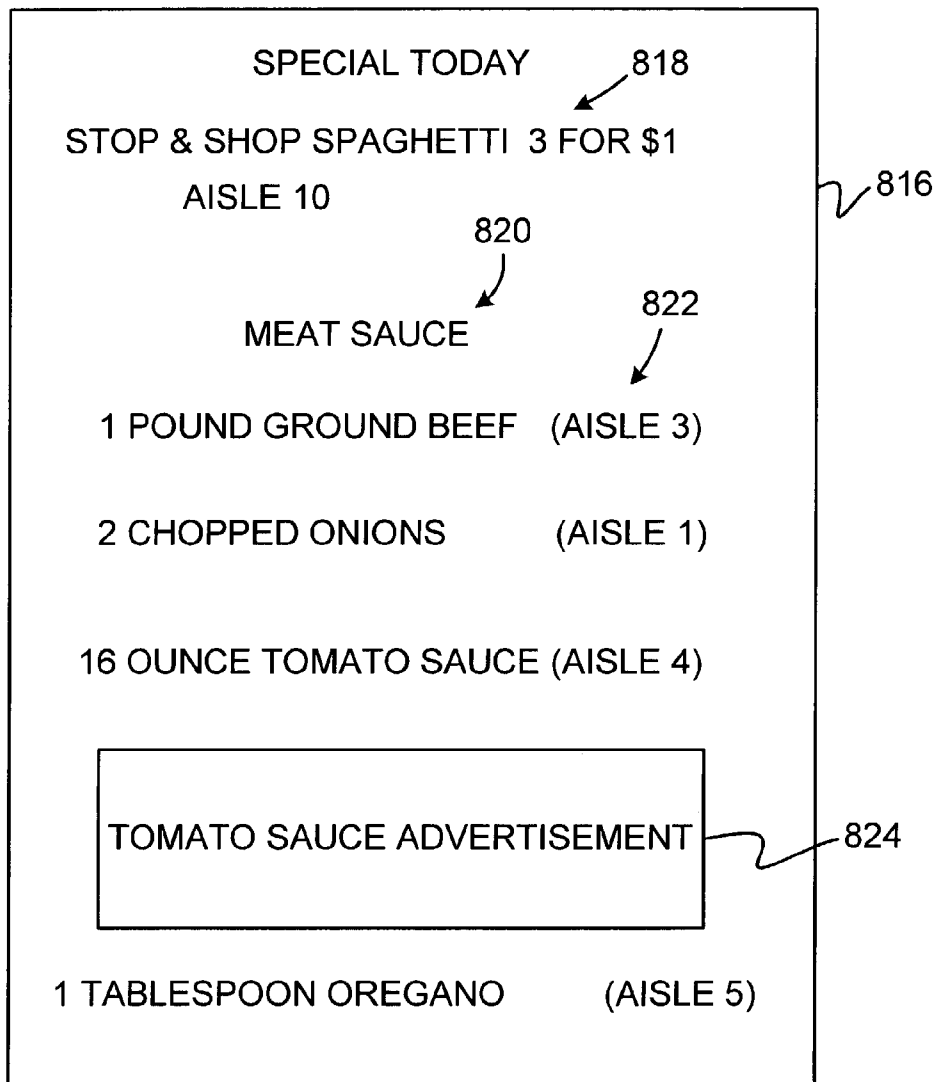 SPECIAL TODAY 818
STOP & SHOP SPAGHETTI 3 FOR $1
AISLE 10
816
820
MEAT SAUCE
822
1 POUND GROUND BEEF (AISLE 3)
2 CHOPPED ONIONS (AISLE 1)
16 OUNCE TOMATO SAUCE (AISLE 4)
TOMATO SAUCE ADVERTISEMENT
824
1 TABLESPOON OREGANO (AISLE 5)